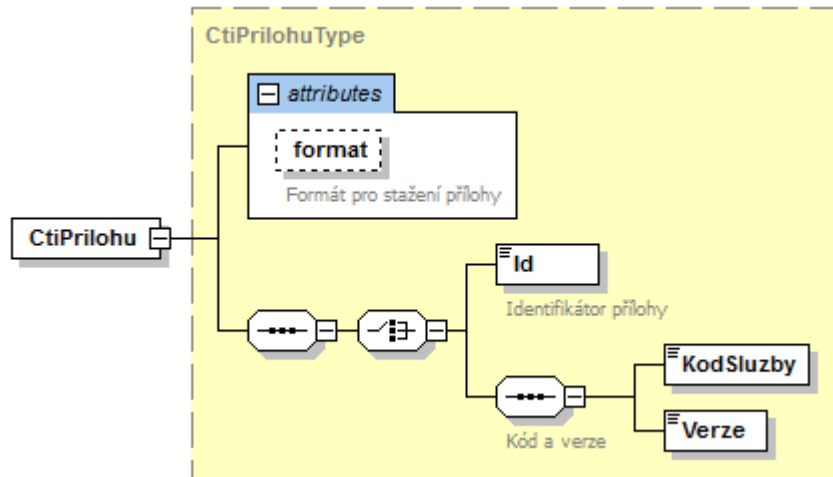 CtiPrilohuType
attributes
format
Formát pro stažení přílohy
CtiPrilohu
Id
Identifikátor přílohy
KodSluzby
Verze
Kód a verze